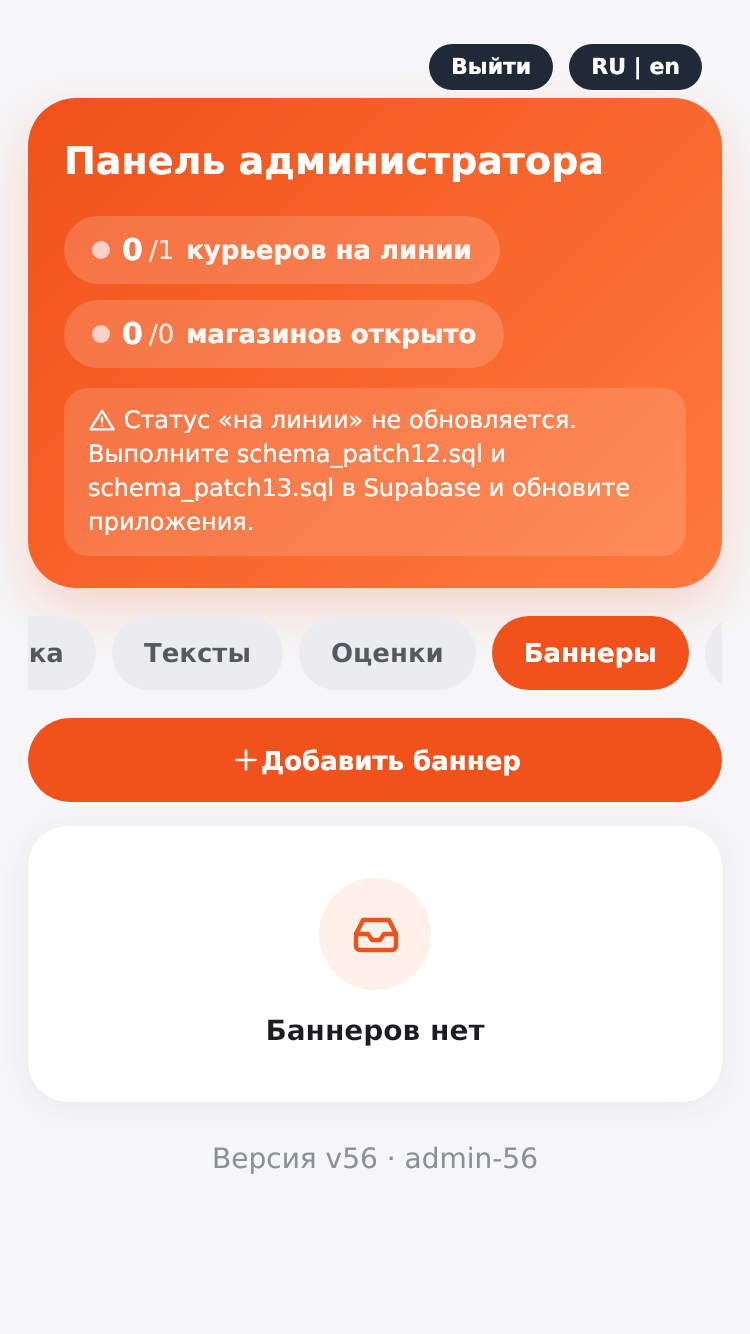 Выйти
RU | en
Панель администратора
0 /1 курьеров на линии
0 /0 магазинов открыто
Статус «на линии» не обновляется.
Выполните schema_patch12.sql и
schema_patch13.sql в Supabase и обновите
приложения.
ка
Тексты
Оценки
Баннеры
+Добавить баннер
Баннеров нет
Версия v56 · admin-56